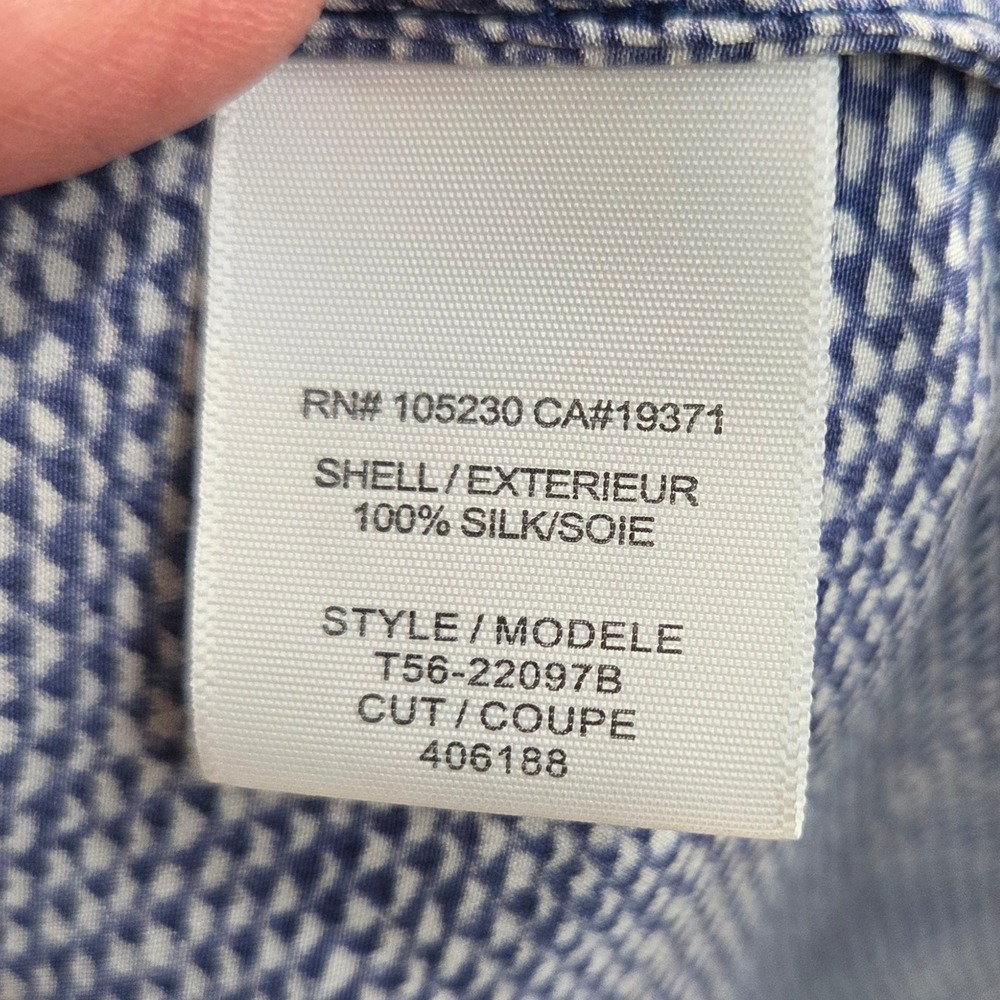 RN# 105230 CA#19371
SHELL / EXTERIEUR
100% SILK/SOIE
STYLE / MODELE
T56-22097B
CUT / COUPE
406188